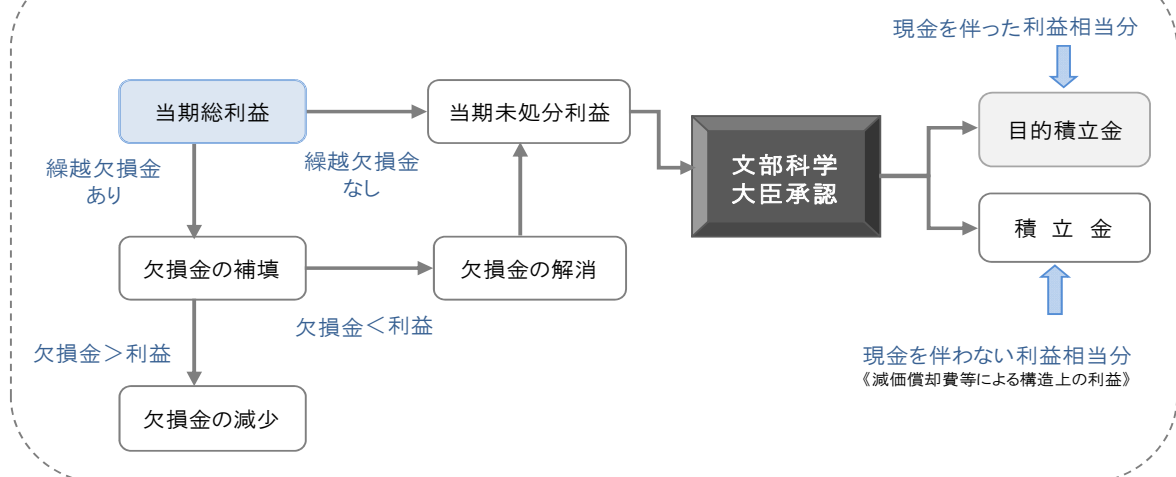 現金を伴った利益相当分
当期総利益
当期未処分利益
目的積立金
文部科学
大臣承認
繰越欠損金
あり
繰越欠損金
なし
積 立 金
欠損金の補填
欠損金の解消
欠損金＜利益
欠損金＞利益
現金を伴わない利益相当分
《減価償却費等による構造上の利益》
欠損金の減少